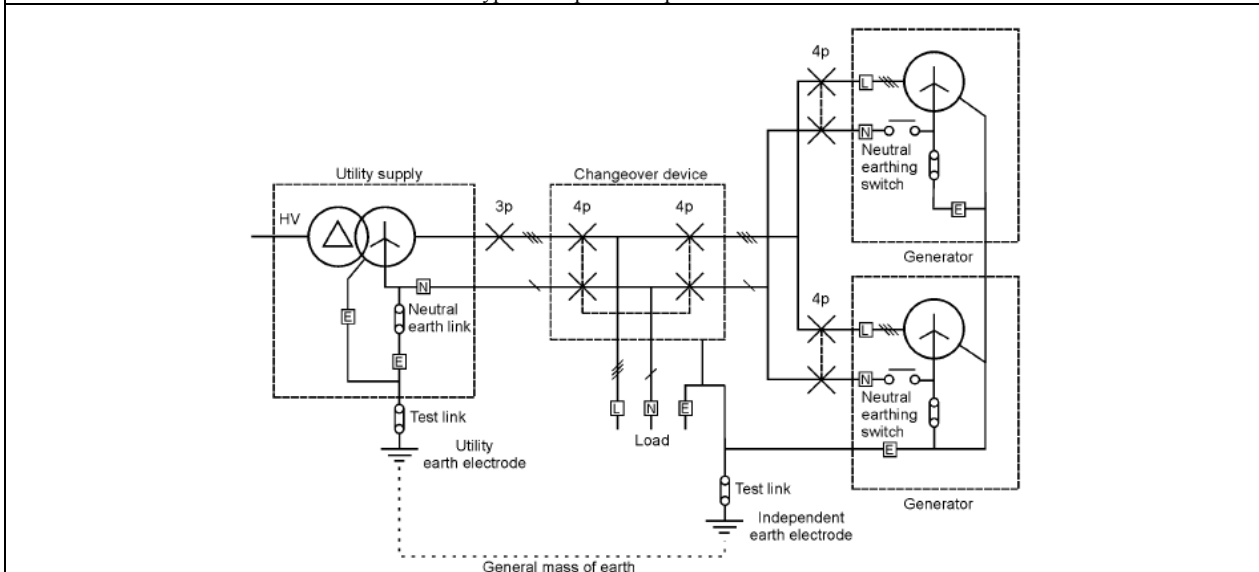 4p
L
N
Neutral
earthing
switch
E
Generator
Utility supply
HV
E
N
Neutral
earth link
E
Test link
Utility
earth electrode
3p
Changeover device
4p 4p
L N E
Load
4p
L
N
Neutral
earthing
switch
E
Generator
Test link
Independent
earth electrode
General mass of earth